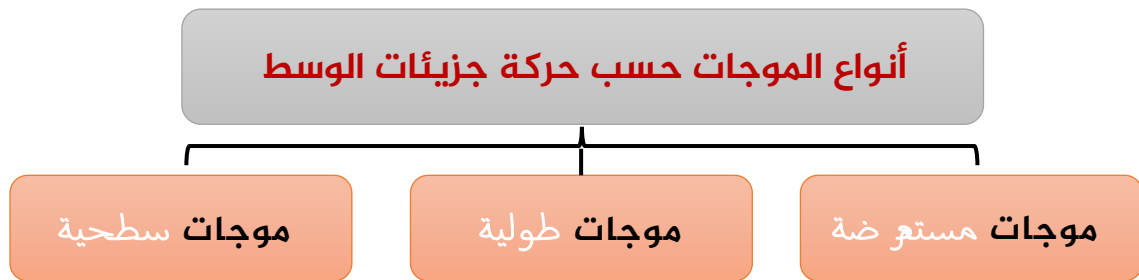 أنواع الموجات حسب حركة جزيئات الوسط
موجات مستعرضة
موجات طولية
موجات سطحية